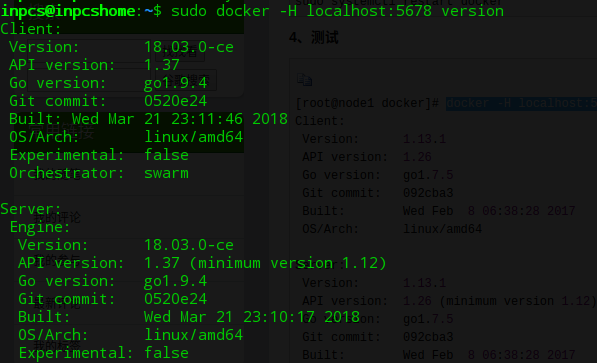 inpcs@inpcshome:~$ sudo docker -H localhost:5678 version
Client:
 Version:      18.03.0-ce
 API version:  1.37
 Go version:   go1.9.4
 Git commit:   0520e24
 Built: Wed Mar 21 23:11:46 2018
 OS/Arch:      linux/amd64
 Experimental: false
 Orchestrator: swarm

Server:
 Engine:
  Version:      18.03.0-ce
  API version:  1.37 (minimum version 1.12)
  Go version:   go1.9.4
  Git commit:   0520e24
  Built:        Wed Mar 21 23:10:17 2018
  OS/Arch:      linux/amd64
  Experimental: false
4、测试
[root@node1 docker]# docker -H localhost:5
Client:
 Version:      1.13.1
 API version:  1.26
 Go version:   go1.7.5
 Git commit:   092cba3
 Built:        Wed Feb  8 06:38:28 2017
 OS/Arch:      linux/amd64
 Version:      1.13.1
 API version:  1.26 (minimum version 1.12)
 Go version:   go1.7.5
 Git commit:   092cba3
 Built:        Wed Feb  8 06:38:28 2017
我的评论